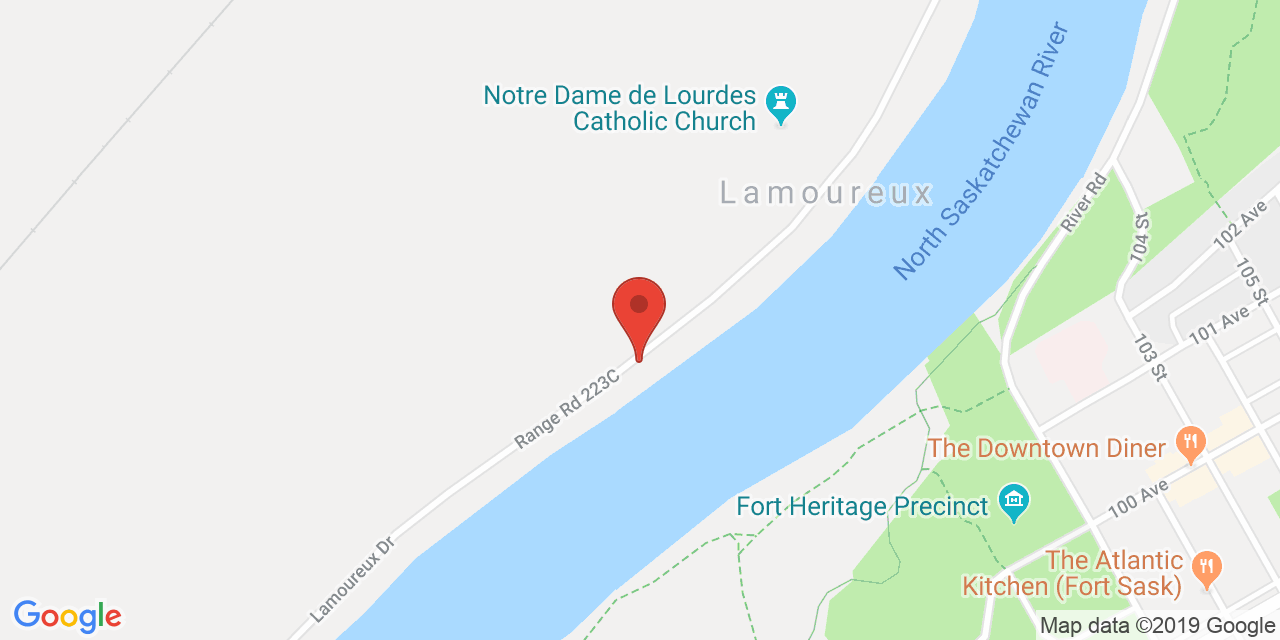 Notre Dame de Lourdes
Catholic Church
Lamoureux
North Saskatchewan River
River Rd
104 St
102 Ave
105 St
101 Ave
103 St
Range Rd 223C
The Downtown Diner
100 Ave
Fort Heritage Precinct
Lamoureux Dr
The Atlantic
Kitchen (Fort Sask)
Google
Map data ©2019 Google